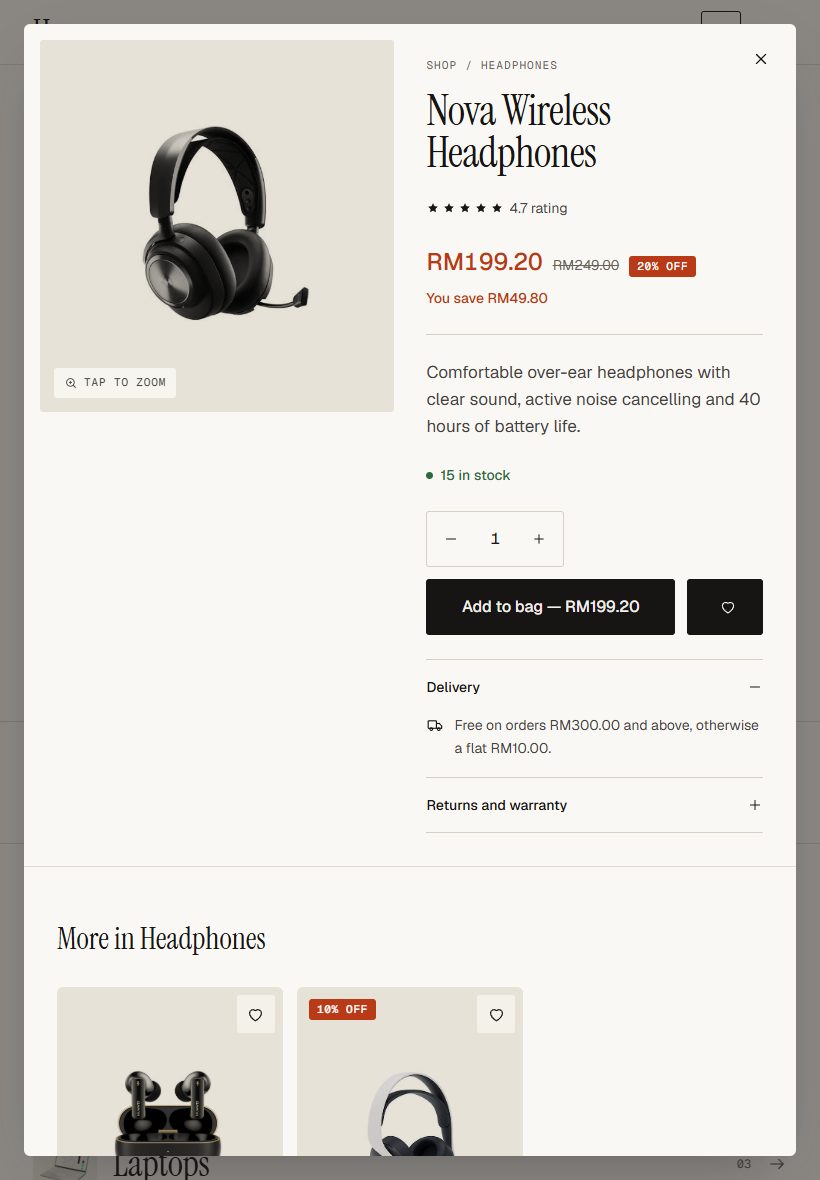 SHOP / HEADPHONES
Nova Wireless
Headphones
4.7 rating
RM199.20 RM249.00 20% OFF
You save RM49.80
TAP TO ZOOM
Comfortable over-ear headphones with
clear sound, active noise cancelling and 40
hours of battery life.
15 in stock
1
Add to bag — RM199.20
Delivery
Free on orders RM300.00 and above, otherwise
a flat RM10.00.
Returns and warranty
More in Headphones
10% OFF
Laptops
03